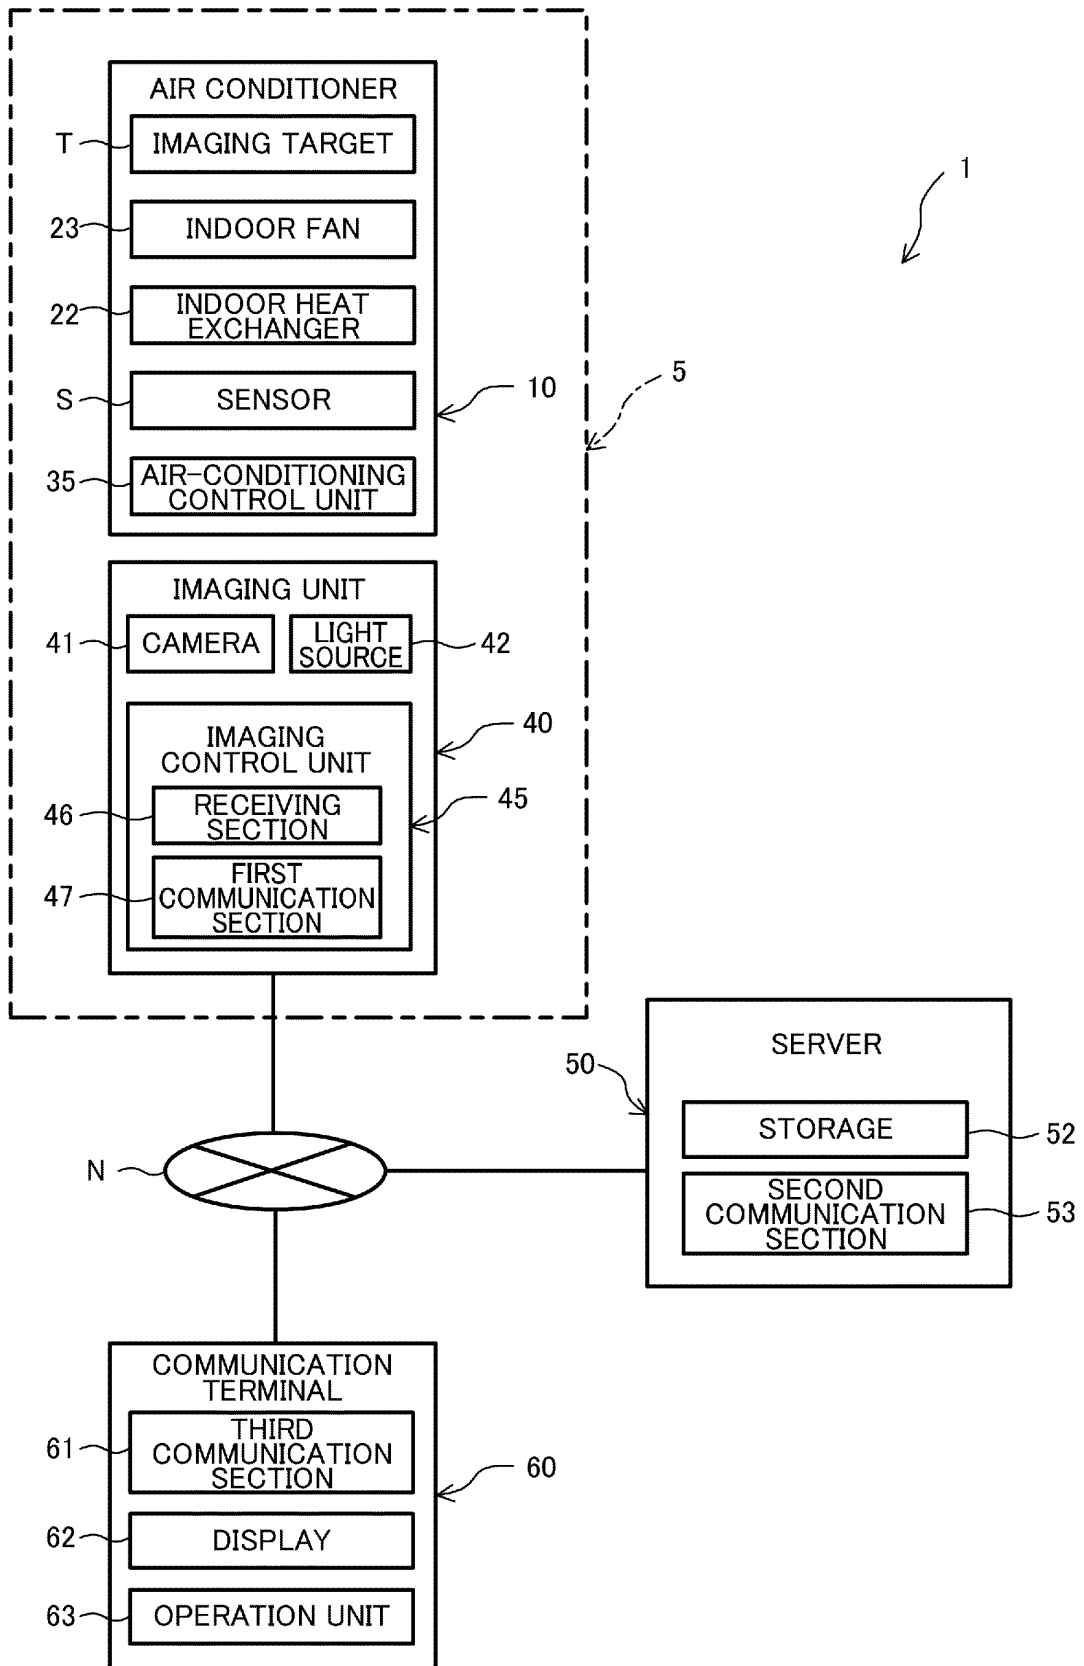 AIR CONDITIONER
T
IMAGING TARGET
1
23
INDOOR FAN
22
INDOOR HEAT
EXCHANGER
5
S
SENSOR
10
35
AIR-CONDITIONING
CONTROL UNIT
IMAGING UNIT
41
CAMERA
LIGHT
SOURCE
42
40
IMAGING
CONTROL UNIT
46
RECEIVING
SECTION
45
47
FIRST
COMMUNICATION
SECTION
SERVER
50
STORAGE
52
N
SECOND
COMMUNICATION
SECTION
53
COMMUNICATION
TERMINAL
61
THIRD
COMMUNICATION
SECTION
60
62
DISPLAY
63
OPERATION UNIT